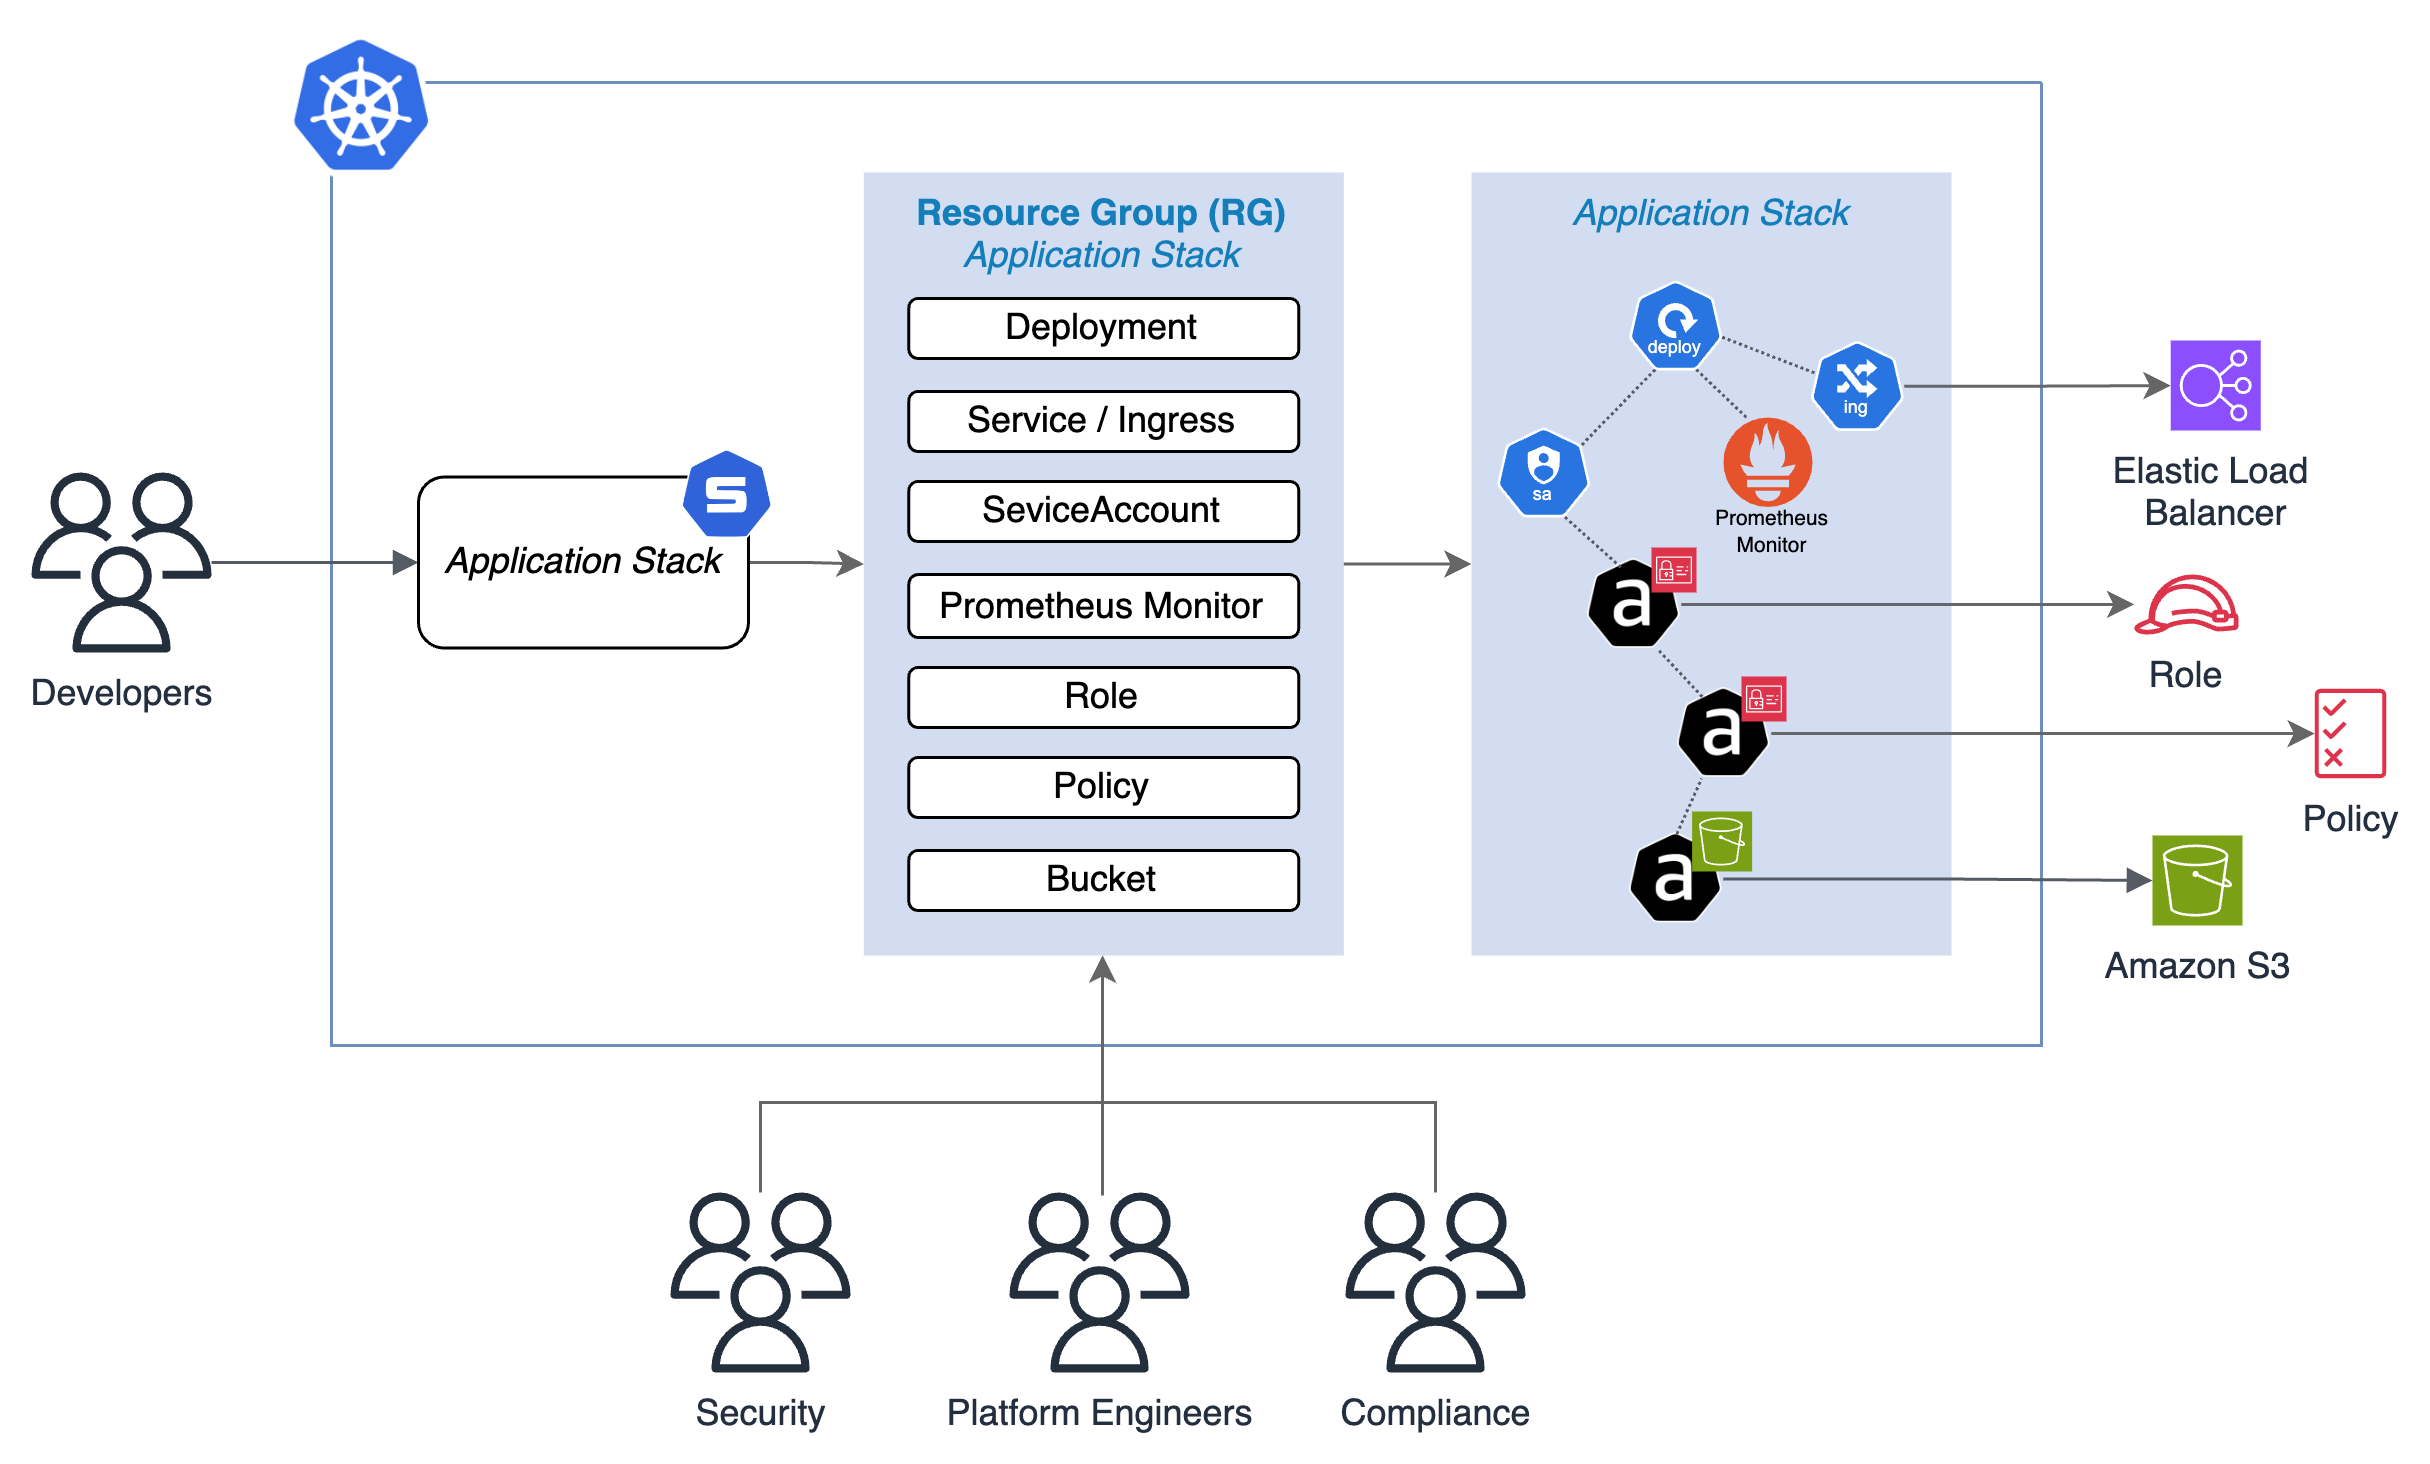 Developers
Application Stack
Resource Group (RG)
Application Stack
Deployment
Service / Ingress
SeviceAccount
Prometheus Monitor
Role
Policy
Bucket
Application Stack
deploy
ing
sa
Prometheus
Monitor
a
a
a
Elastic Load
Balancer
Role
Policy
Amazon S3
Security
Platform Engineers
Compliance